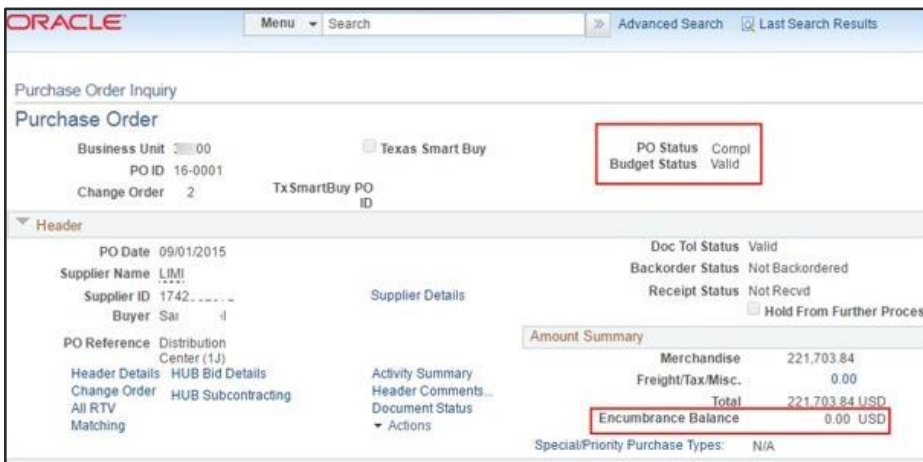 ORACLE
Menu Search Advanced Search Last Search Results
Purchase Order Inquiry
Purchase Order
Business Unit 00 Texas Smart Buy PO Status Compl
PO ID 16-0001 Budget Status Valid
Change Order 2 TxSmartBuy PO ID
Header
PO Date 09/01/2015 Doc Tol Status Valid
Supplier Name LIMI Backorder Status Not Backordered
Supplier ID 1742 Supplier Details Receipt Status Not Recvd
Buyer Hold From Further Proces
PO Reference Distribution Center (1J) Amount Summary
Merchandise 221,703.84
Header Details HUB Bid Details Activity Summary Freight/Tax/Misc. 0.00
Change Order HUB Subcontracting Header Comments... Total 221,703.84 USD
All RTV Document Status Encumbrance Balance 0.00 USD
Matching Actions
Special/Priority Purchase Types: N/A